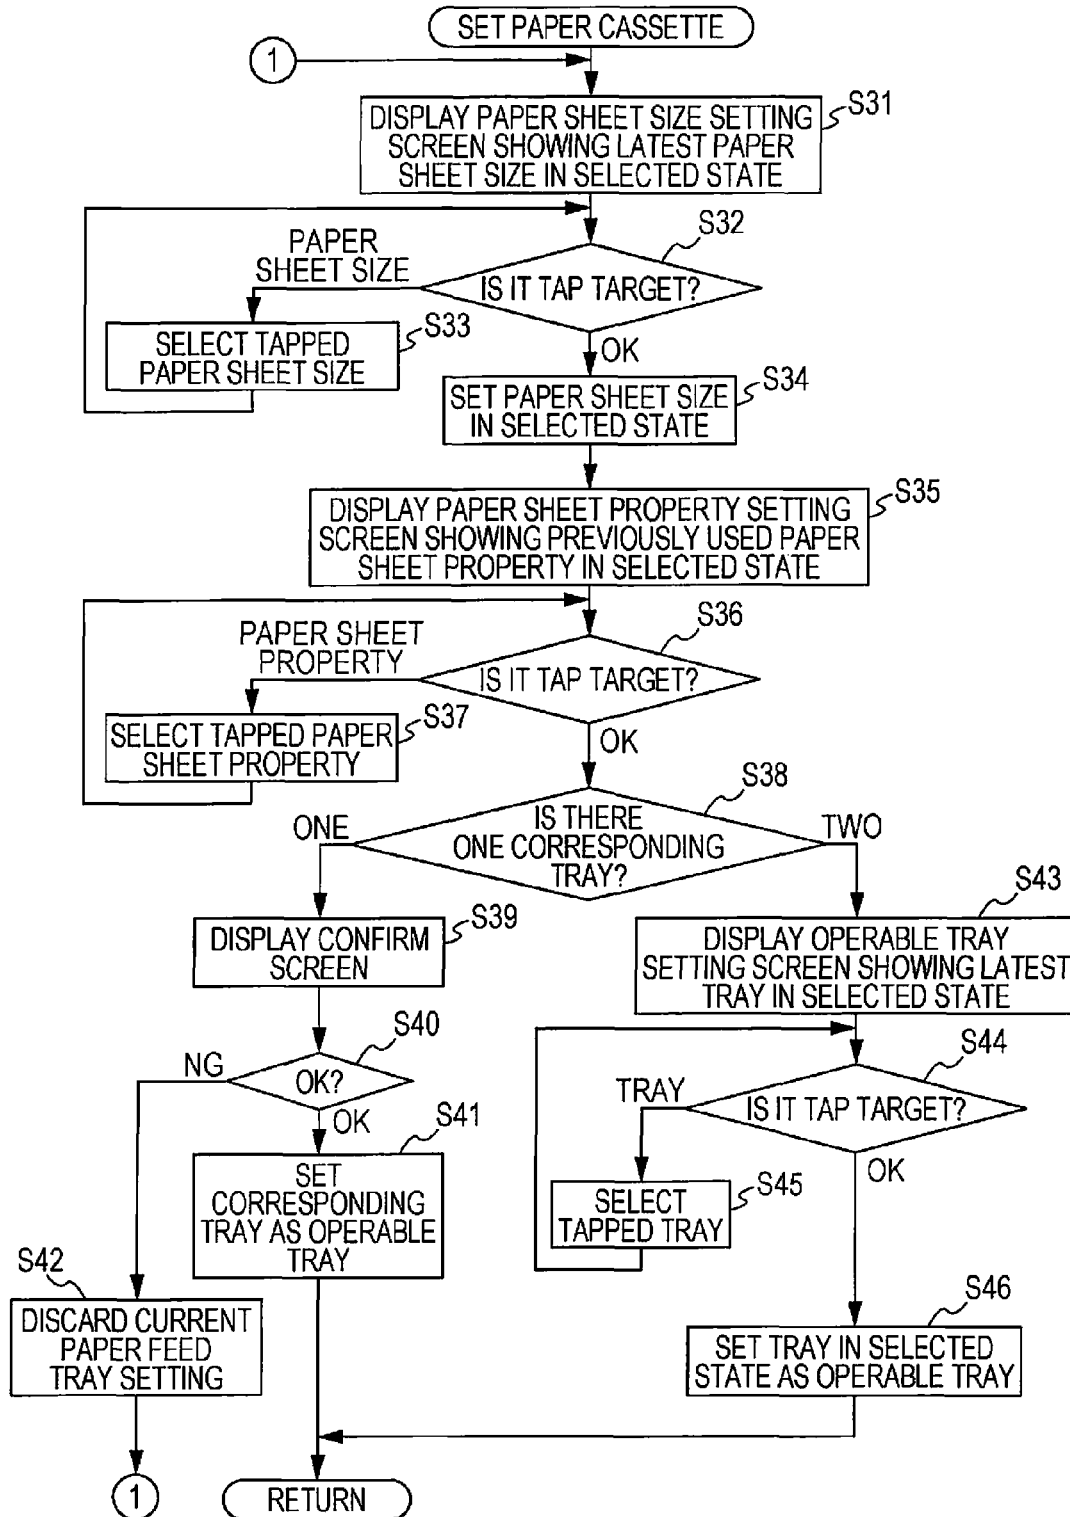 SET PAPER CASSETTE
1
S31
DISPLAY PAPER SHEET SIZE SETTING
SCREEN SHOWING LATEST PAPER
SHEET SIZE IN SELECTED STATE
S32
PAPER
SHEET SIZE
IS IT TAP TARGET?
S33
SELECT TAPPED
PAPER SHEET SIZE
OK
S34
SET PAPER SHEET SIZE
IN SELECTED STATE
S35
DISPLAY PAPER SHEET PROPERTY SETTING
SCREEN SHOWING PREVIOUSLY USED PAPER
SHEET PROPERTY IN SELECTED STATE
S36
PAPER SHEET
PROPERTY
IS IT TAP TARGET?
S37
SELECT TAPPED PAPER
SHEET PROPERTY
OK
S38
ONE
IS THERE
ONE CORRESPONDING
TRAY?
TWO
S39
DISPLAY CONFIRM
SCREEN
S43
DISPLAY OPERABLE TRAY
SETTING SCREEN SHOWING LATEST
TRAY IN SELECTED STATE
S40
NG
OK?
OK
S44
TRAY
IS IT TAP TARGET?
OK
S41
SET
CORRESPONDING
TRAY AS OPERABLE
TRAY
S45
SELECT
TAPPED TRAY
S42
DISCARD CURRENT
PAPER FEED
TRAY SETTING
S46
SET TRAY IN SELECTED
STATE AS OPERABLE TRAY
1
RETURN